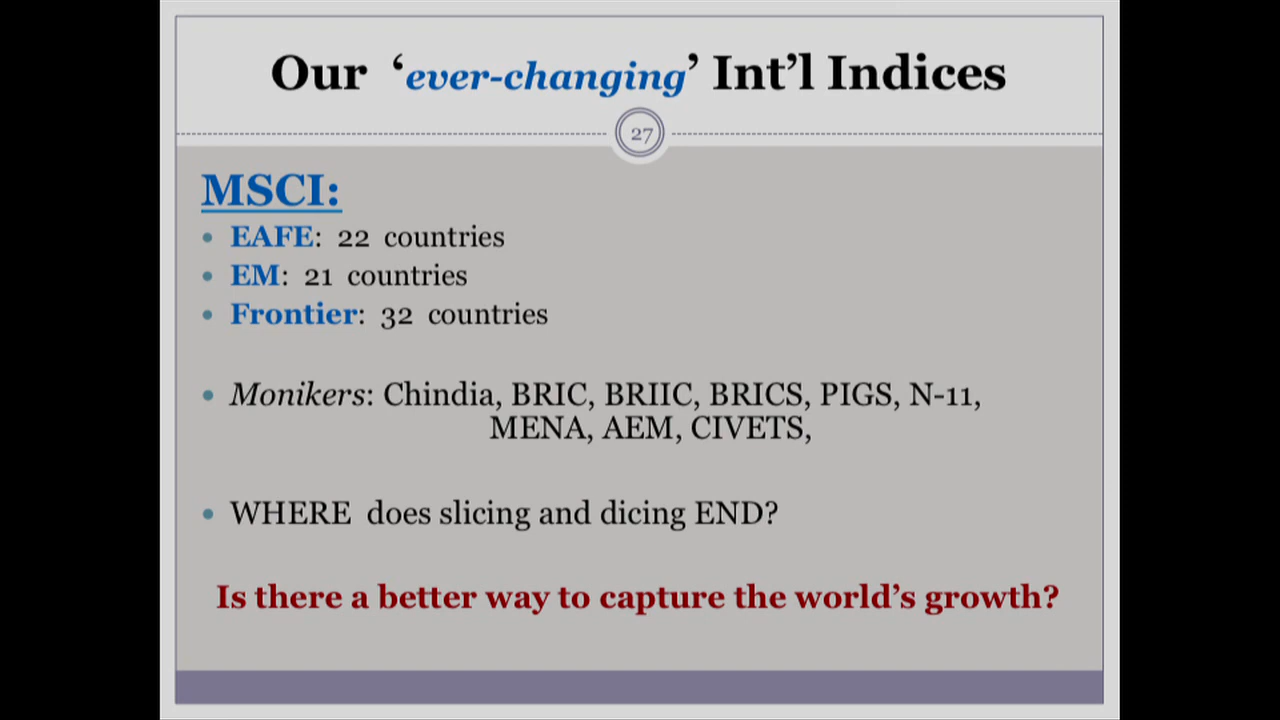 Our ‘ever-changing’ Int’l Indices
27
MSCI:
• EAFE: 22 countries
• EM: 21 countries
• Frontier: 32 countries
• Monikers: Chindia, BRIC, BRIIC, BRICS, PIGS, N-11,
MENA, AEM, CIVETS,
• WHERE does slicing and dicing END?
Is there a better way to capture the world’s growth?